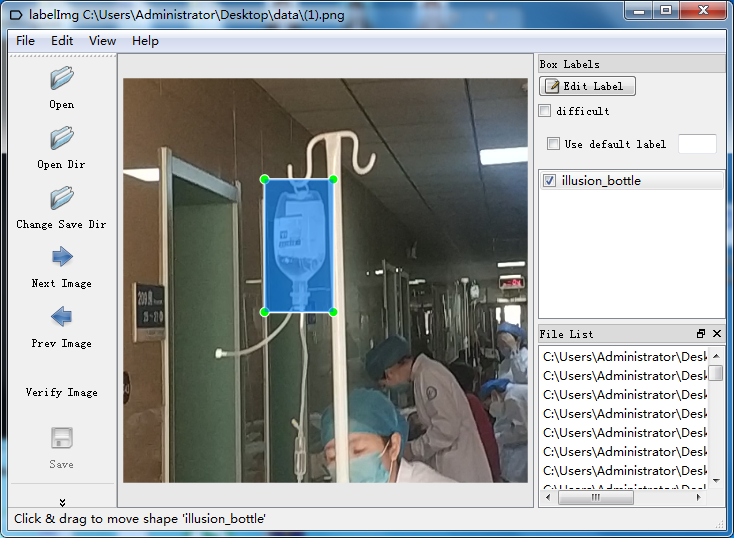 labelImg C:\Users\Administrator\Desktop\data\(1).png
File Edit View Help
Open
Open Dir
Change Save Dir
Next Image
Prev Image
Verify Image
Save
Box Labels
Edit Label
difficult
Use default label
illusion_bottle
File List
C:\Users\Administrator\Desk
C:\Users\Administrator\Desk
C:\Users\Administrator\Desk
C:\Users\Administrator\Desk
C:\Users\Administrator\Desk
C:\Users\Administrator\Desk
C:\Users\Administrator\Desk
Click & drag to move shape 'illusion_bottle'